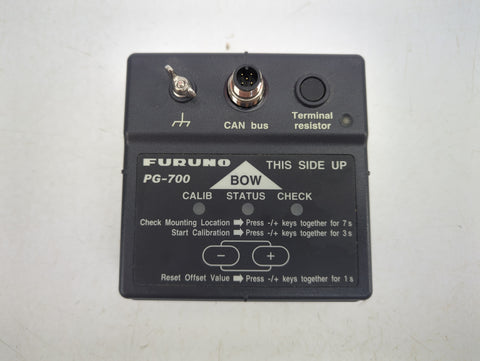 CAN bus
Terminal
resistor
FURUNO
THIS SIDE UP
PG-700
BOW
CALIB STATUS CHECK
Check Mounting Location ➡ Press -/+ keys together for 7 s
Start Calibration ➡ Press -/+ keys together for 3 s
− +
Reset Offset Value ➡ Press -/+ keys together for 1 s